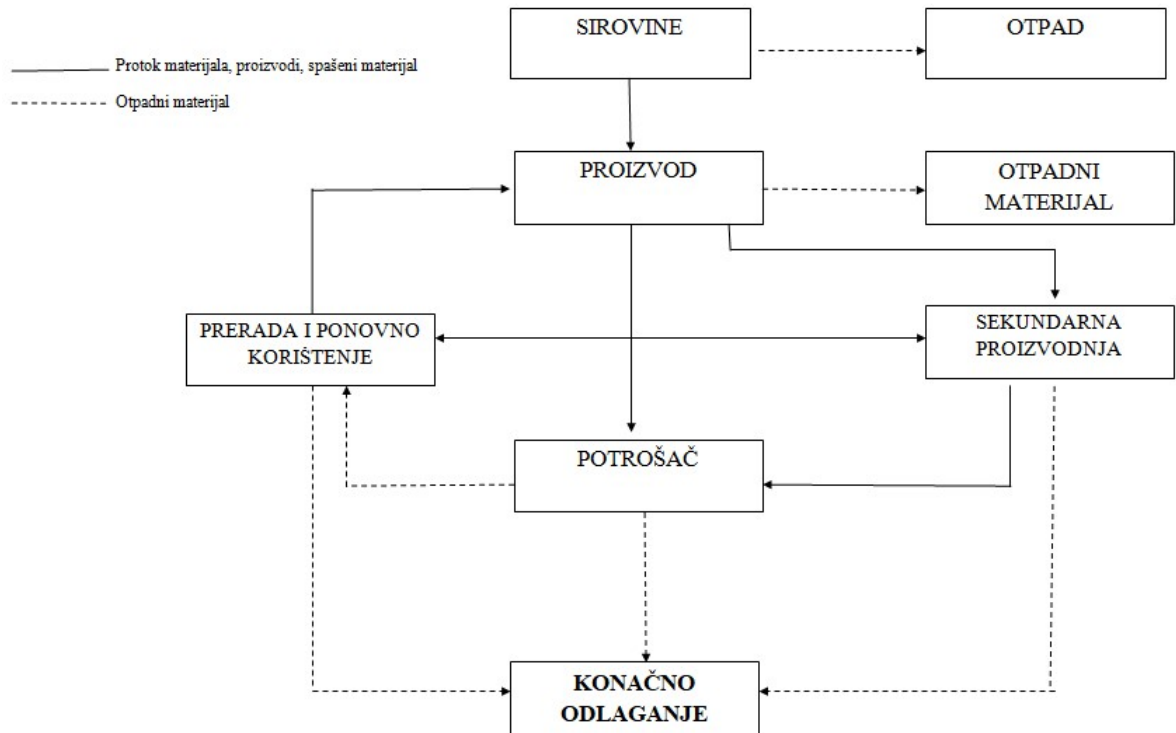 SIROVINE
OTPAD
Protok materijala, proizvodi, spašeni materijal
Otpadni materijal
PROIZVOD
OTPADNI
MATERIJAL
PRERADA I PONOVNO
KORIŠTENJE
SEKUNDARNA
PROIZVODNJA
POTROŠAČ
KONAČNO
ODLAGANJE